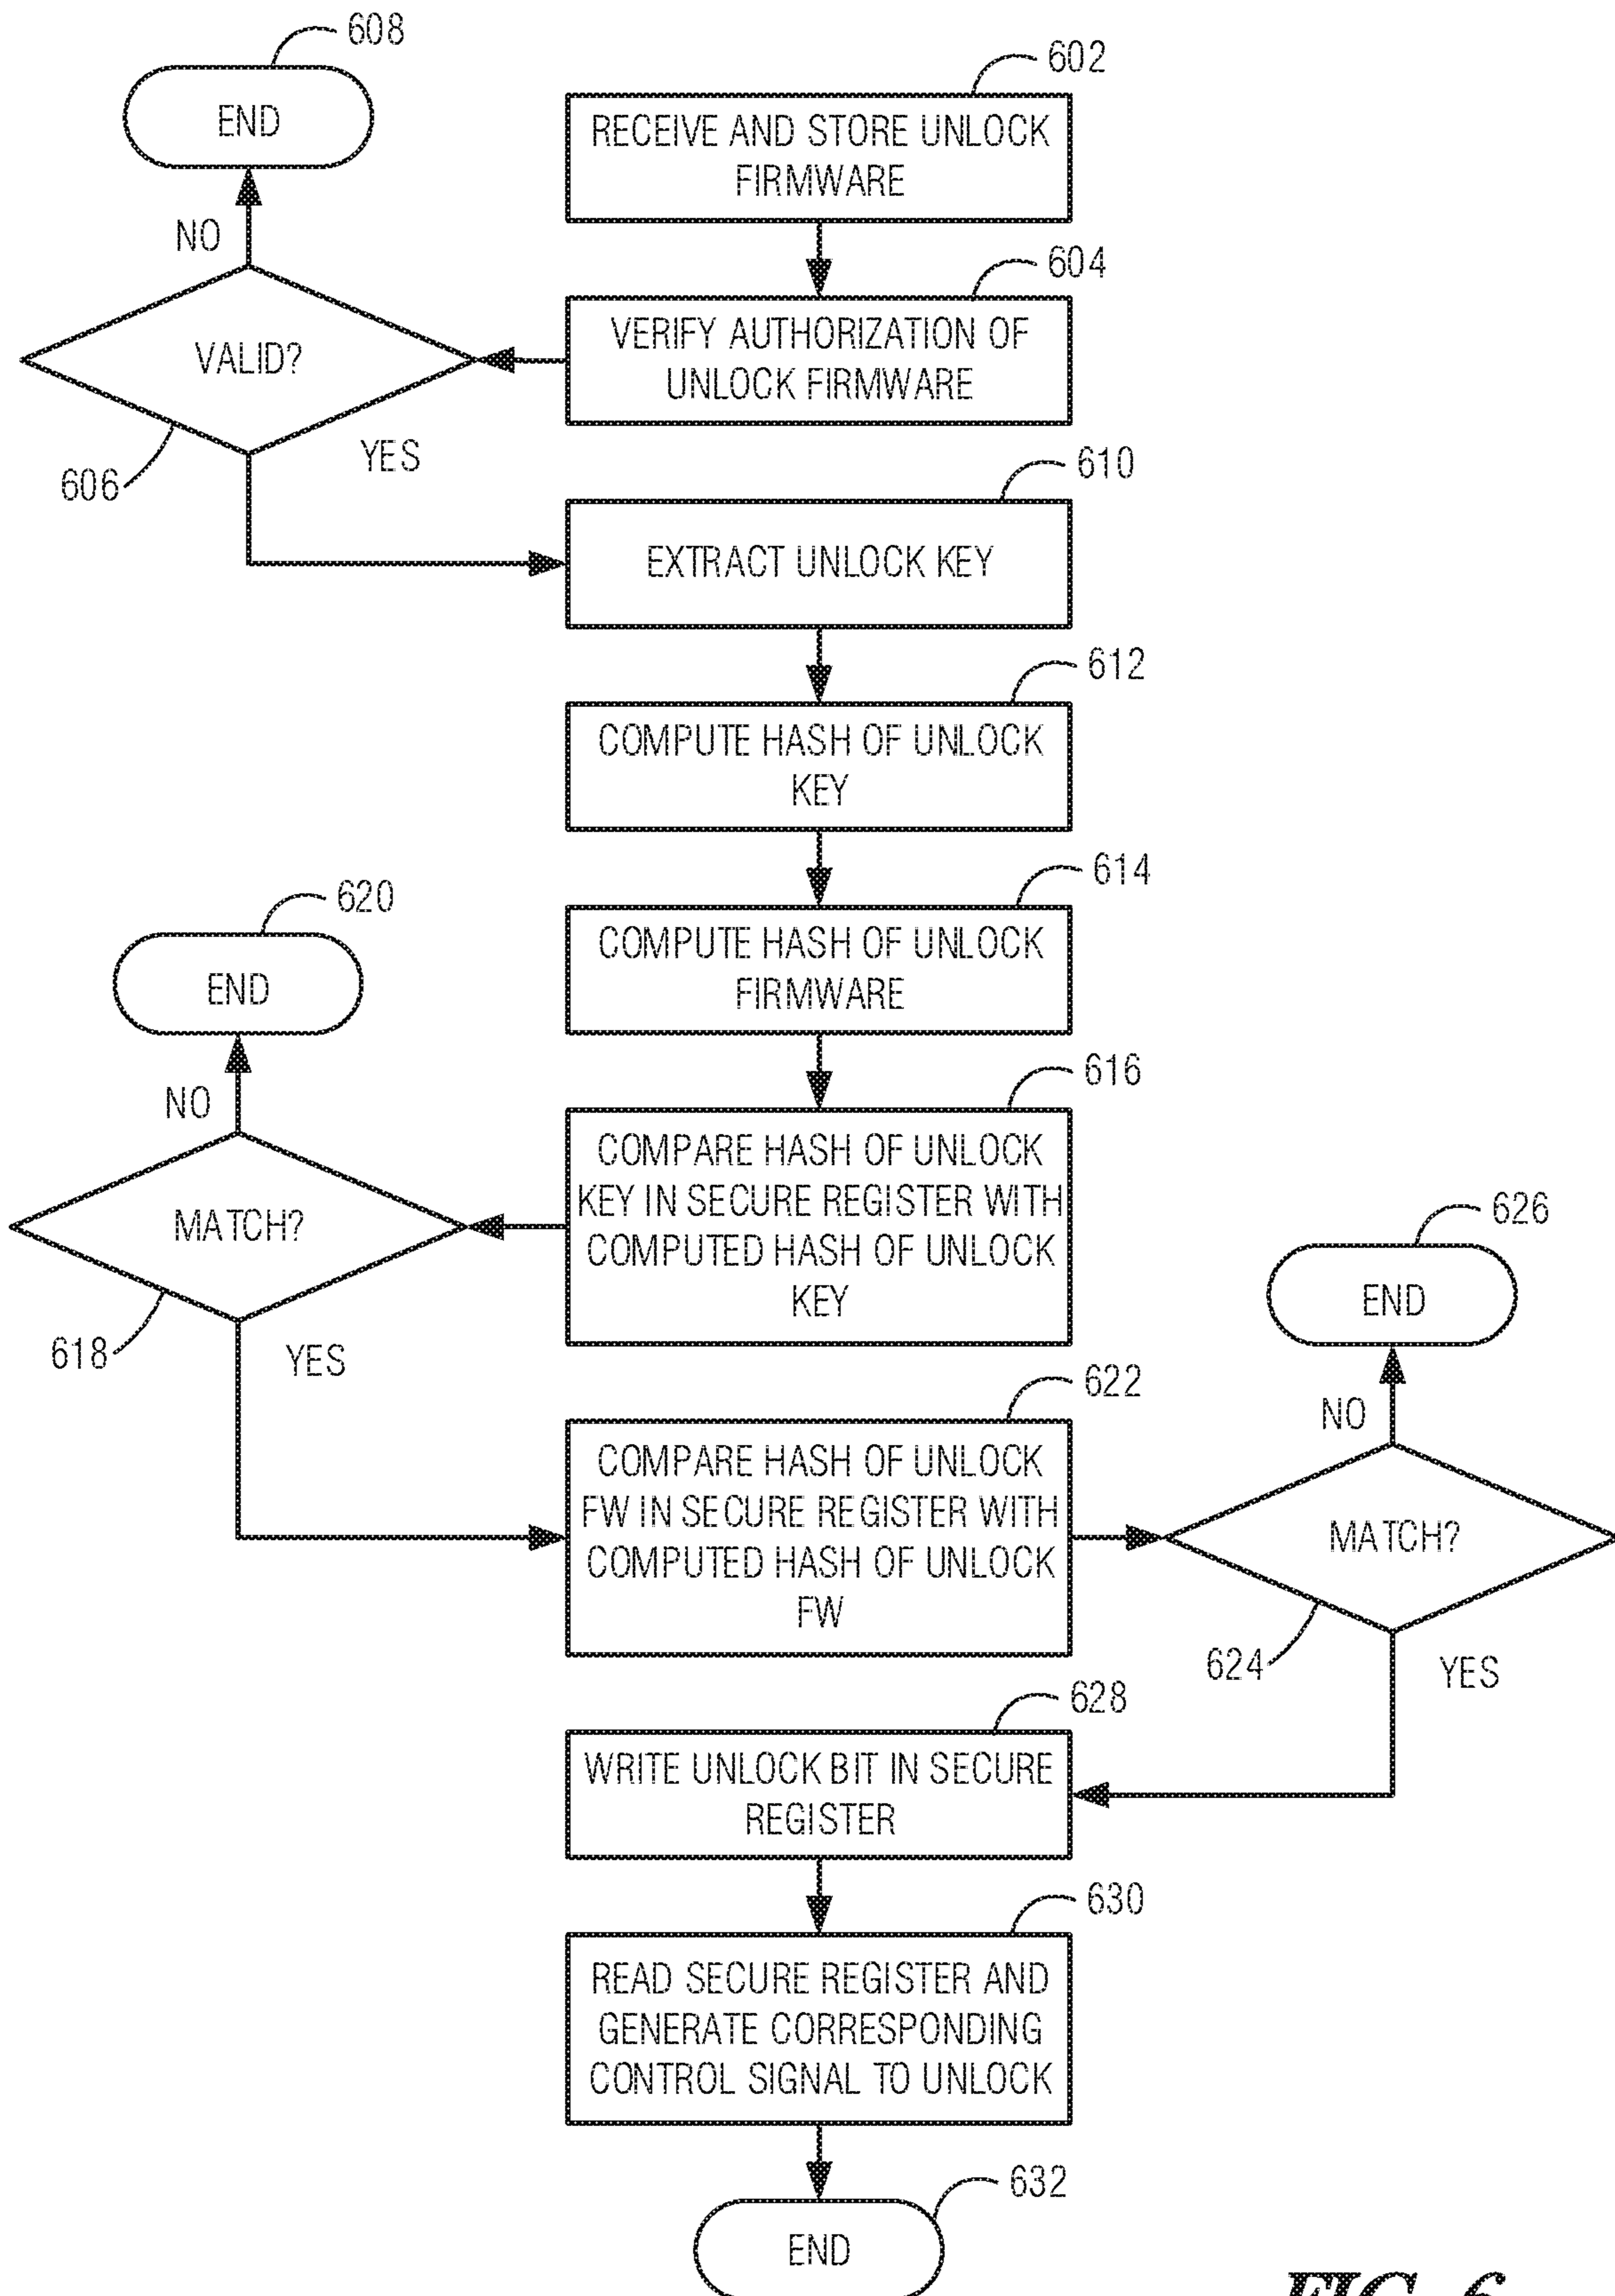 608
END
602
RECEIVE AND STORE UNLOCK
FIRMWARE
NO
604
VERIFY AUTHORIZATION OF
UNLOCK FIRMWARE
VALID?
606
YES
610
EXTRACT UNLOCK KEY
612
COMPUTE HASH OF UNLOCK
KEY
614
COMPUTE HASH OF UNLOCK
FIRMWARE
620
END
NO
616
COMPARE HASH OF UNLOCK
KEY IN SECURE REGISTER WITH
COMPUTED HASH OF UNLOCK
KEY
MATCH?
618
YES
622
COMPARE HASH OF UNLOCK
FW IN SECURE REGISTER WITH
COMPUTED HASH OF UNLOCK
FW
626
END
NO
MATCH?
624
YES
628
WRITE UNLOCK BIT IN SECURE
REGISTER
630
READ SECURE REGISTER AND
GENERATE CORRESPONDING
CONTROL SIGNAL TO UNLOCK
632
END
FIG. 6